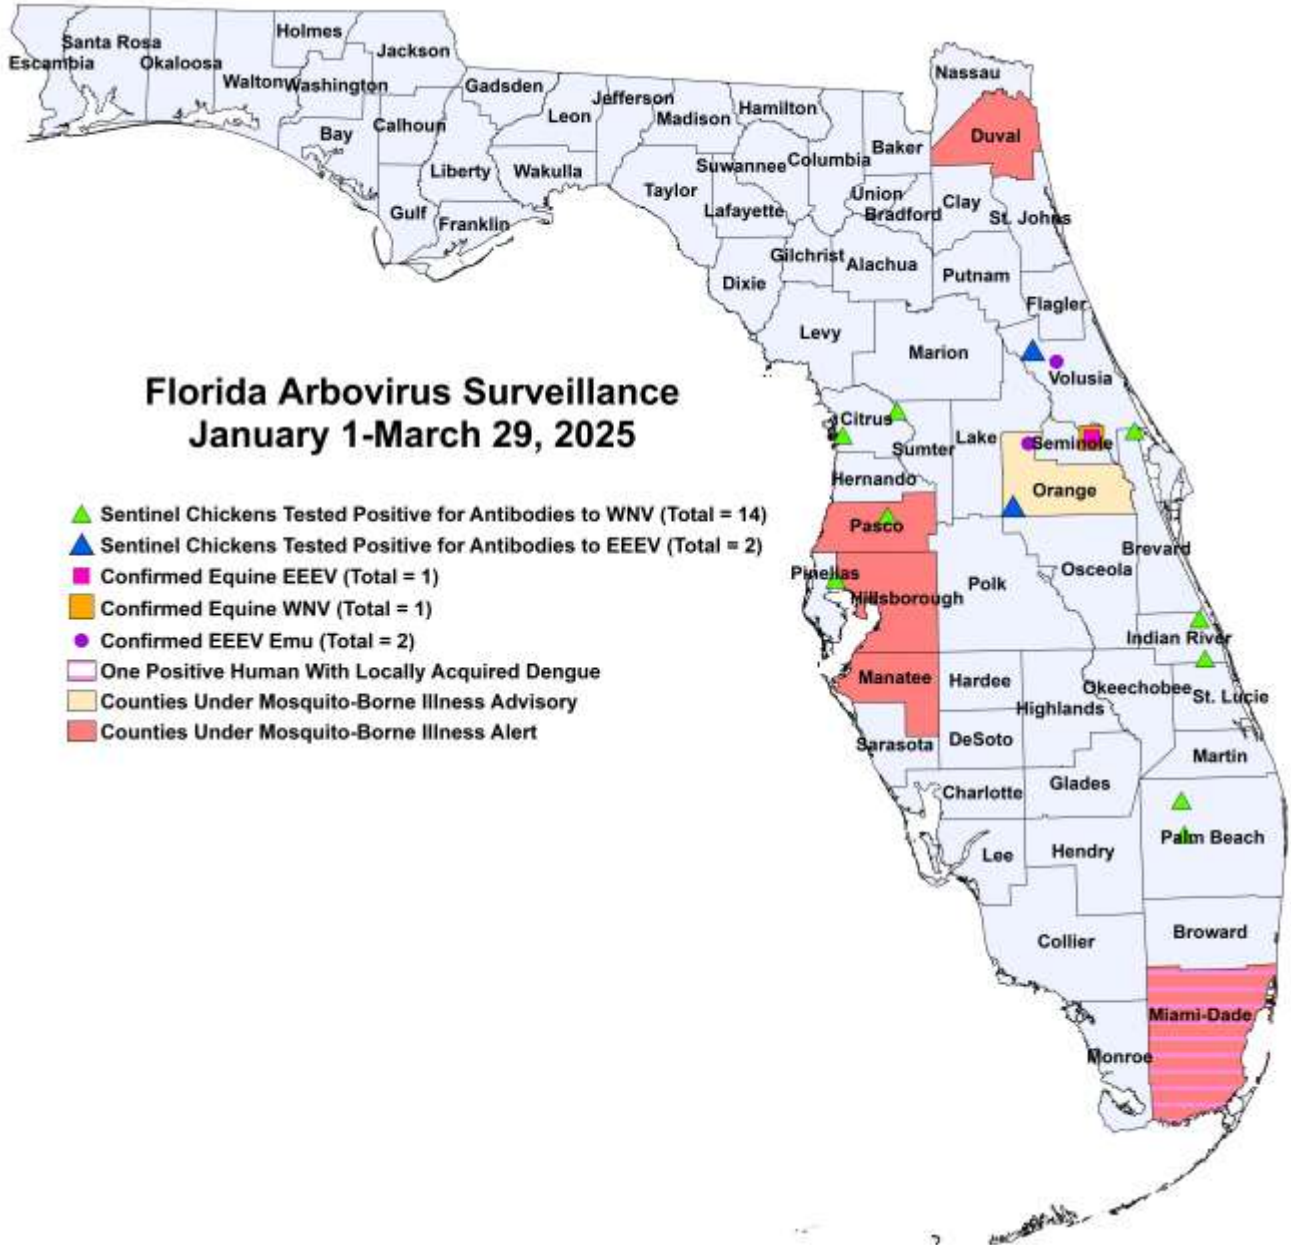 Holmes
Jackson
Santa Rosa
Escambia
Okaloosa
Walton
Washington
Gadsden
Nassau
Jefferson
Hamilton
Leon
Madison
Calhoun
Bay
Duval
Baker
Columbia
Suwannee
Liberty
Wakulla
Taylor
Union
Clay
Lafayette
Bradford
Gulf
Franklin
St. Johns
Gilchrist
Alachua
Putnam
Dixie
Flagler
Levy
Marion
Volusia
Florida Arbovirus Surveillance
January 1-March 29, 2025
Citrus
Lake
Seminole
Sumter
Hernando
Orange
Sentinel Chickens Tested Positive for Antibodies to WNV (Total = 14)
Sentinel Chickens Tested Positive for Antibodies to EEEV (Total = 2)
Confirmed Equine EEEV (Total = 1)
Confirmed Equine WNV (Total = 1)
Confirmed EEEV Emu (Total = 2)
One Positive Human With Locally Acquired Dengue
Counties Under Mosquito-Borne Illness Advisory
Counties Under Mosquito-Borne Illness Alert
Pasco
Brevard
Pinellas
Osceola
Polk
Hillsborough
Indian River
Manatee
Hardee
Okeechobee
St. Lucie
Highlands
Sarasota
DeSoto
Martin
Glades
Charlotte
Palm Beach
Lee
Hendry
Broward
Collier
Miami-Dade
Monroe